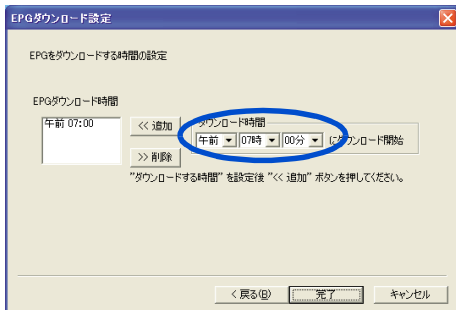 EPGダウンロード設定
EPGをダウンロードする時間の設定
EPGダウンロード時間
午前 07:00
<< 追加
>> 削除
ダウンロード時間
午前 07時 00分 にダウンロード開始
"ダウンロードする時間" を設定後 "<< 追加" ボタンを押してください。
< 戻る(B) 完了 キャンセル